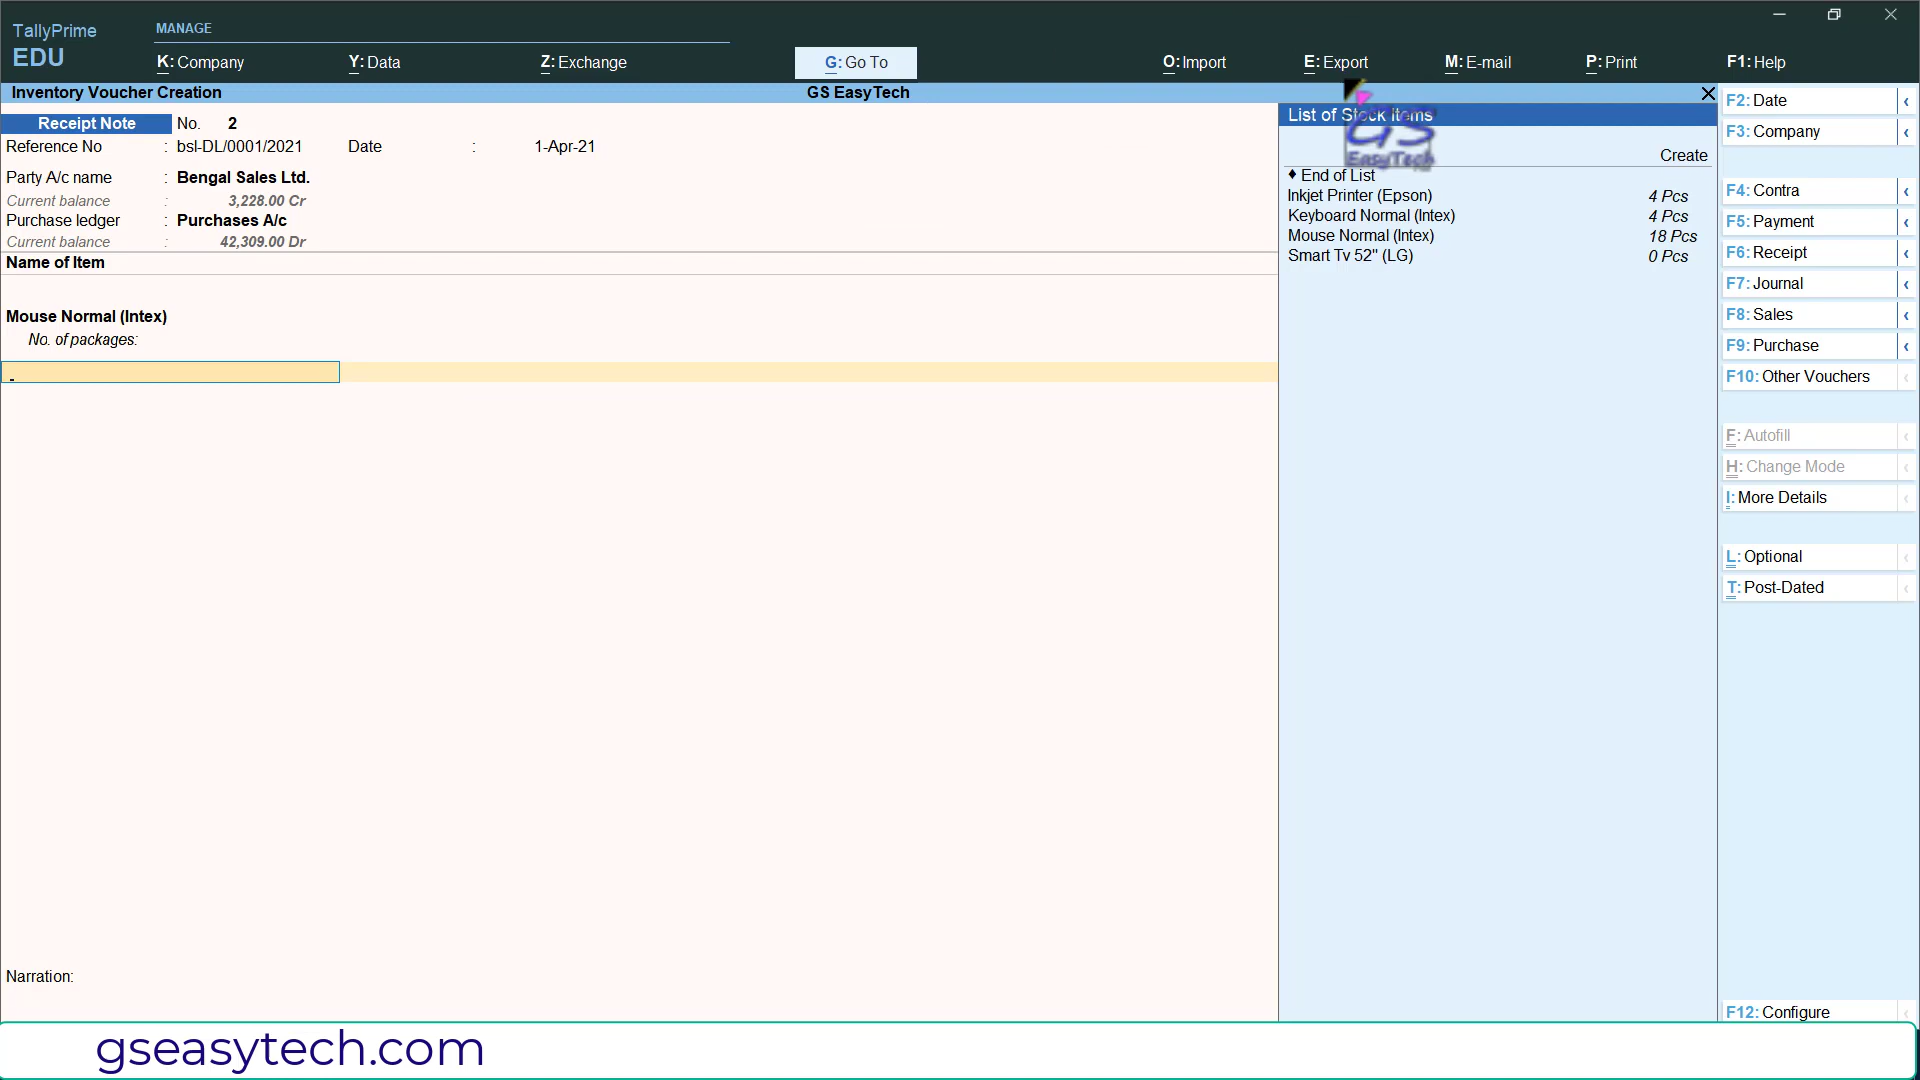 TallyPrime
EDU
MANAGE
K: Company
Y: Data
Z: Exchange
G: Go To
O: Import
E: Export
M: E-mail
P: Print
F1: Help
Inventory Voucher Creation
GS EasyTech
Receipt Note No. 2
Reference No : bsl-DL/0001/2021 Date : 1-Apr-21
Party A/c name : Bengal Sales Ltd.
Current balance : 3,228.00 Cr
Purchase ledger : Purchases A/c
Current balance : 42,309.00 Dr
Name of Item
Mouse Normal (Intex)
No. of packages:
Narration:
List of Stock Items
GS
EasyTech
Create
♦ End of List
Inkjet Printer (Epson) 4 Pcs
Keyboard Normal (Intex) 4 Pcs
Mouse Normal (Intex) 18 Pcs
Smart Tv 52" (LG) 0 Pcs
F2: Date
F3: Company
F4: Contra
F5: Payment
F6: Receipt
F7: Journal
F8: Sales
F9: Purchase
F10: Other Vouchers
F: Autofill
H: Change Mode
I: More Details
L: Optional
T: Post-Dated
F12: Configure
gseasytech.com